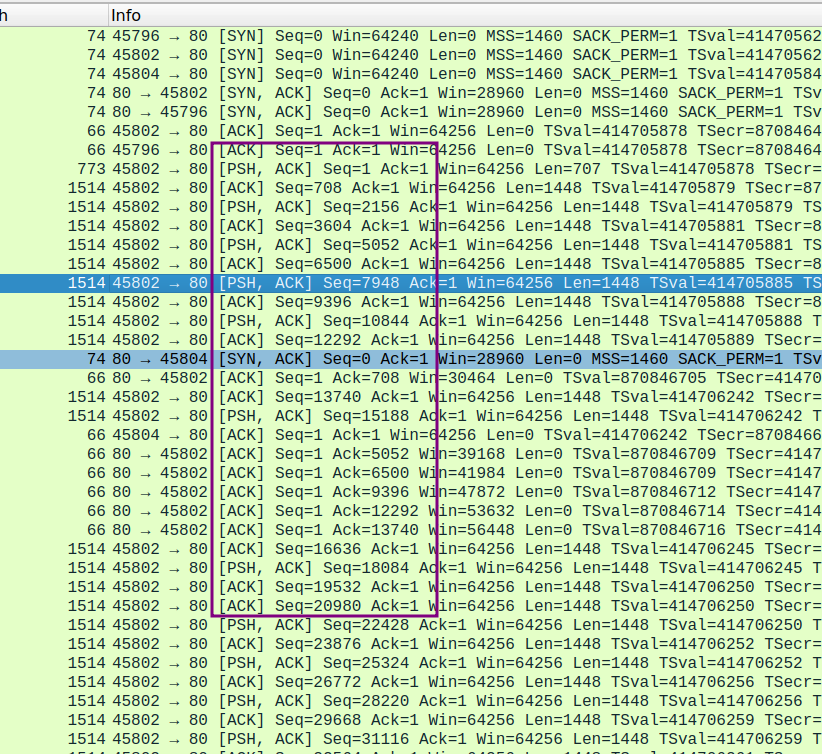 h Info
74 45796 → 80 [SYN] Seq=0 Win=64240 Len=0 MSS=1460 SACK_PERM=1 TSval=41470562
74 45802 → 80 [SYN] Seq=0 Win=64240 Len=0 MSS=1460 SACK_PERM=1 TSval=41470562
74 45804 → 80 [SYN] Seq=0 Win=64240 Len=0 MSS=1460 SACK_PERM=1 TSval=41470584
74 80 → 45802 [SYN, ACK] Seq=0 Ack=1 Win=28960 Len=0 MSS=1460 SACK_PERM=1 TSv
74 80 → 45796 [SYN, ACK] Seq=0 Ack=1 Win=28960 Len=0 MSS=1460 SACK_PERM=1 TSv
66 45802 → 80 [ACK] Seq=1 Ack=1 Win=64256 Len=0 TSval=414705878 TSecr=8708464
66 45796 → 80 [ACK] Seq=1 Ack=1 Win=64256 Len=0 TSval=414705878 TSecr=8708464
773 45802 → 80 [PSH, ACK] Seq=1 Ack=1 Win=64256 Len=707 TSval=414705878 TSecr=
1514 45802 → 80 [ACK] Seq=708 Ack=1 Win=64256 Len=1448 TSval=414705879 TSecr=87
1514 45802 → 80 [PSH, ACK] Seq=2156 Ack=1 Win=64256 Len=1448 TSval=414705879 TS
1514 45802 → 80 [ACK] Seq=3604 Ack=1 Win=64256 Len=1448 TSval=414705881 TSecr=8
1514 45802 → 80 [PSH, ACK] Seq=5052 Ack=1 Win=64256 Len=1448 TSval=414705881 TS
1514 45802 → 80 [ACK] Seq=6500 Ack=1 Win=64256 Len=1448 TSval=414705885 TSecr=8
1514 45802 → 80 [PSH, ACK] Seq=7948 Ack=1 Win=64256 Len=1448 TSval=414705885 TS
1514 45802 → 80 [ACK] Seq=9396 Ack=1 Win=64256 Len=1448 TSval=414705888 TSecr=8
1514 45802 → 80 [PSH, ACK] Seq=10844 Ack=1 Win=64256 Len=1448 TSval=414705888 T
1514 45802 → 80 [ACK] Seq=12292 Ack=1 Win=64256 Len=1448 TSval=414705889 TSecr=
74 80 → 45804 [SYN, ACK] Seq=0 Ack=1 Win=28960 Len=0 MSS=1460 SACK_PERM=1 TSv
66 80 → 45802 [ACK] Seq=1 Ack=708 Win=30464 Len=0 TSval=870846705 TSecr=41470
1514 45802 → 80 [ACK] Seq=13740 Ack=1 Win=64256 Len=1448 TSval=414706242 TSecr=
1514 45802 → 80 [PSH, ACK] Seq=15188 Ack=1 Win=64256 Len=1448 TSval=414706242 T
66 45804 → 80 [ACK] Seq=1 Ack=1 Win=64256 Len=0 TSval=414706242 TSecr=8708466
66 80 → 45802 [ACK] Seq=1 Ack=5052 Win=39168 Len=0 TSval=870846709 TSecr=4147
66 80 → 45802 [ACK] Seq=1 Ack=6500 Win=41984 Len=0 TSval=870846709 TSecr=4147
66 80 → 45802 [ACK] Seq=1 Ack=9396 Win=47872 Len=0 TSval=870846712 TSecr=4147
66 80 → 45802 [ACK] Seq=1 Ack=12292 Win=53632 Len=0 TSval=870846714 TSecr=414
66 80 → 45802 [ACK] Seq=1 Ack=13740 Win=56448 Len=0 TSval=870846716 TSecr=414
1514 45802 → 80 [ACK] Seq=16636 Ack=1 Win=64256 Len=1448 TSval=414706245 TSecr=
1514 45802 → 80 [PSH, ACK] Seq=18084 Ack=1 Win=64256 Len=1448 TSval=414706245 T
1514 45802 → 80 [ACK] Seq=19532 Ack=1 Win=64256 Len=1448 TSval=414706250 TSecr=
1514 45802 → 80 [ACK] Seq=20980 Ack=1 Win=64256 Len=1448 TSval=414706250 TSecr=
1514 45802 → 80 [PSH, ACK] Seq=22428 Ack=1 Win=64256 Len=1448 TSval=414706250 T
1514 45802 → 80 [ACK] Seq=23876 Ack=1 Win=64256 Len=1448 TSval=414706252 TSecr=
1514 45802 → 80 [PSH, ACK] Seq=25324 Ack=1 Win=64256 Len=1448 TSval=414706252 T
1514 45802 → 80 [ACK] Seq=26772 Ack=1 Win=64256 Len=1448 TSval=414706256 TSecr=
1514 45802 → 80 [PSH, ACK] Seq=28220 Ack=1 Win=64256 Len=1448 TSval=414706256 T
1514 45802 → 80 [ACK] Seq=29668 Ack=1 Win=64256 Len=1448 TSval=414706259 TSecr=
1514 45802 → 80 [PSH, ACK] Seq=31116 Ack=1 Win=64256 Len=1448 TSval=414706259 T